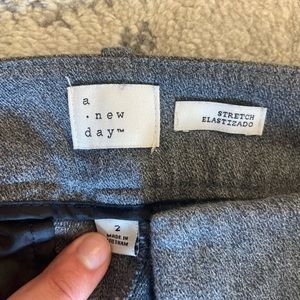 a
· new
day™
STRETCH
ELASTIZADO
2
MADE IN
VIETNAM